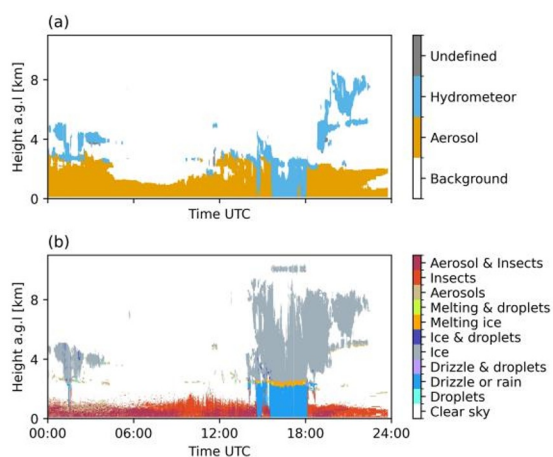 (a)
Height a.g.l [km]
8
4
0
Time UTC
Undefined
Hydrometeor
Aerosol
Background
(b)
Height a.g.l [km]
8
4
0
00:00 06:00 12:00 18:00 24:00
Time UTC
Aerosol & Insects
Insects
Aerosols
Melting & droplets
Melting ice
Ice & droplets
Ice
Drizzle & droplets
Drizzle or rain
Droplets
Clear sky